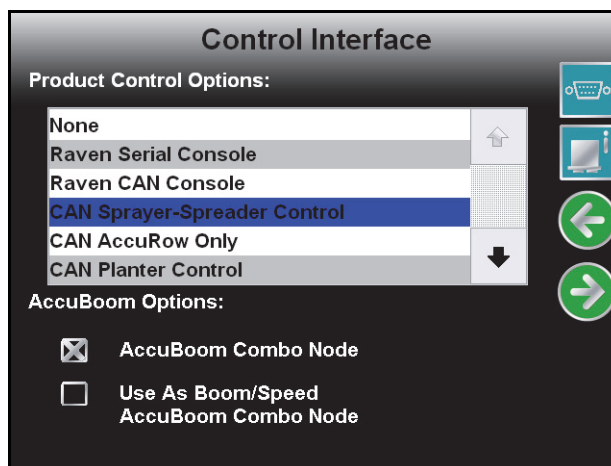 Control Interface
Product Control Options:
None
Raven Serial Console
Raven CAN Console
CAN Sprayer-Spreader Control
CAN AccuRow Only
CAN Planter Control
AccuBoom Options:
AccuBoom Combo Node
Use As Boom/Speed
AccuBoom Combo Node